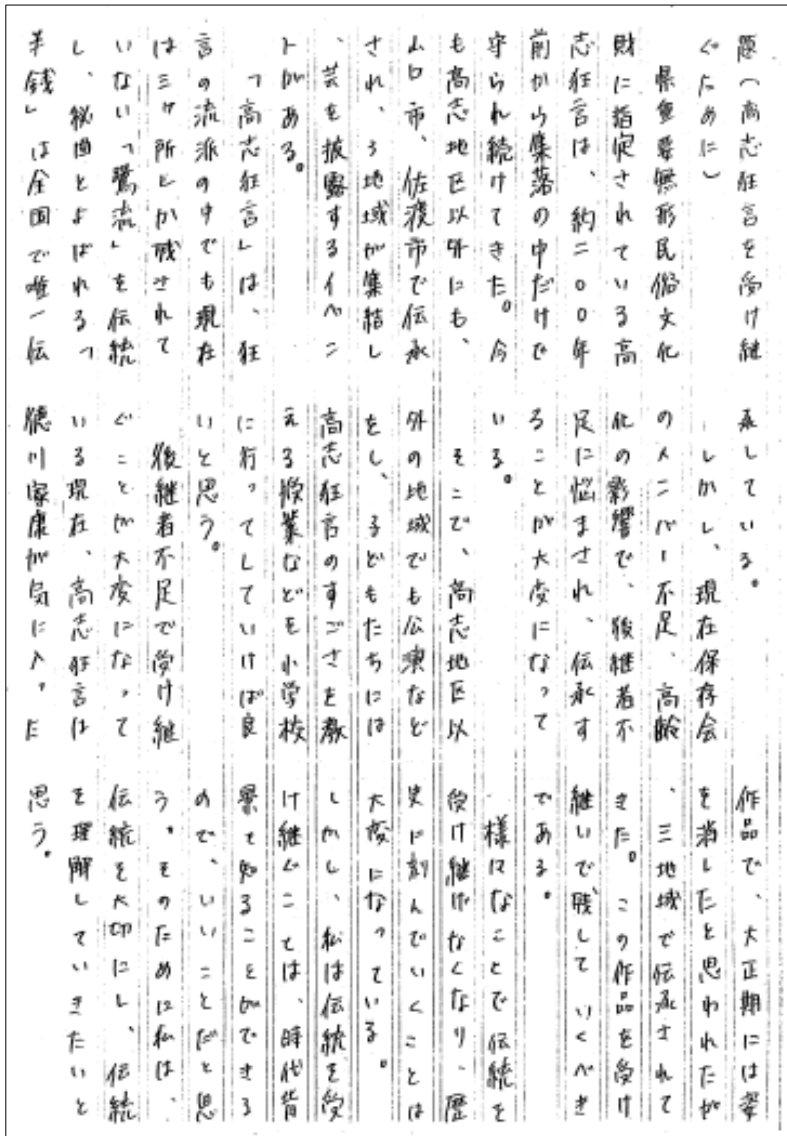 題(高志狂言を受け継
ぐために)
県重要無形民俗文化
財に指定されている高
志狂言は、約二〇〇年
前から集落の中だけで
守られ続けてきた。今
も高志地区以外にも、
山口市、佐渡市で伝承
され、3地域が集結し
、芸を披露するイベン
トがある。
「高志狂言」は、狂
言の流派の中でも現在
は三ケ所しか残されて
いない「鷺流」を伝統
し、秘曲とよばれる「
半銭」は全国で唯一伝
承している。
しかし、現在保存会
のメンバー不足、高齢
化の影響で、後継者不
足に悩まされ、伝承す
ることが大変になって
いる。
そこで、高志地区以
外の地域でも公演など
をし、子どもたちには
高志狂言のすごさを教
える授業などを小学校
に行ってしていけば良
いと思う。
後継者不足で受け継
ぐことが大変になって
いる現在、高志狂言は
徳川家康が気に入った
作品で、大正期には姿
を消したと思われたが
、三地域で伝承されて
きた。この作品を受け
継いで残していくべき
である。
様々なことで伝統を
受け継げなくなり、歴
史に刻んでいくことは
大変になっている。
しかし、私は伝統を受
け継ぐことは、時代背
景を知ることができる
ので、いいことだと思
う。そのために私は、
伝統を大切にし、伝統
を理解していきたいと
思う。